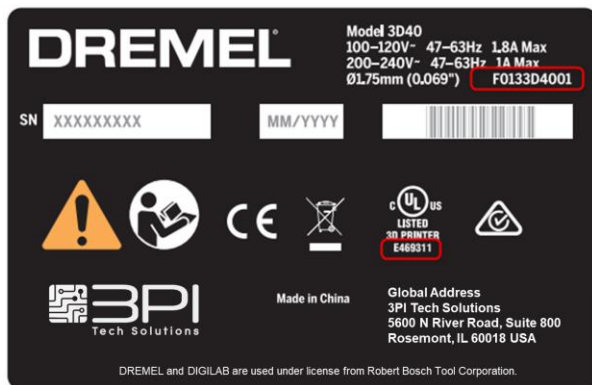 DREMEL
Model 3D40
100–120V~ 47–63Hz 1.8A Max
200–240V~ 47–63Hz 1A Max
Ø1.75mm (0.069") F0133D4001
SN XXXXXXXXX MM/YYYY
CE
C UL US
LISTED
3D PRINTER
E469311
3PI
Tech Solutions
Made in China
Global Address
3PI Tech Solutions
5600 N River Road, Suite 800
Rosemont, IL 60018 USA
DREMEL and DIGILAB are used under license from Robert Bosch Tool Corporation.